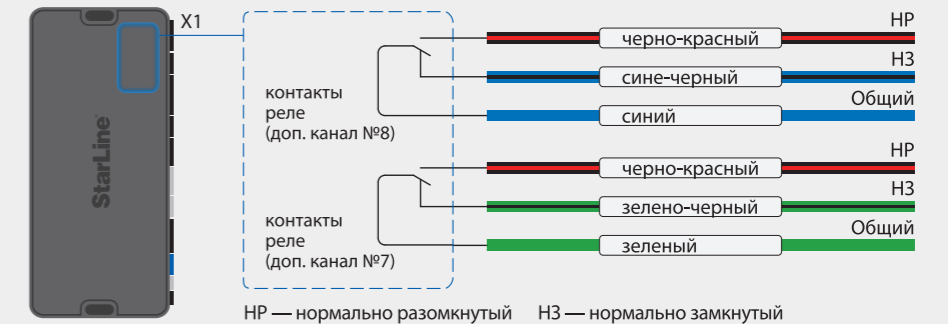 X1
StarLine
контакты
реле
(доп. канал №8)
черно-красный
НР
сине-черный
НЗ
синий
Общий
контакты
реле
(доп. канал №7)
черно-красный
НР
зелено-черный
НЗ
зеленый
Общий
НР — нормально разомкнутый НЗ — нормально замкнутый